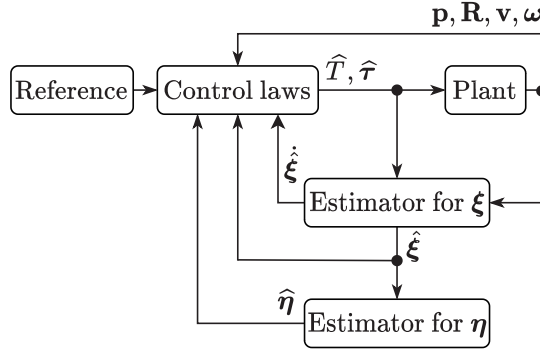 p, R, v, ω
T̂, τ̂
Reference
Control laws
Plant
ξ̂̇
Estimator for ξ
ξ̂
η̂
Estimator for η